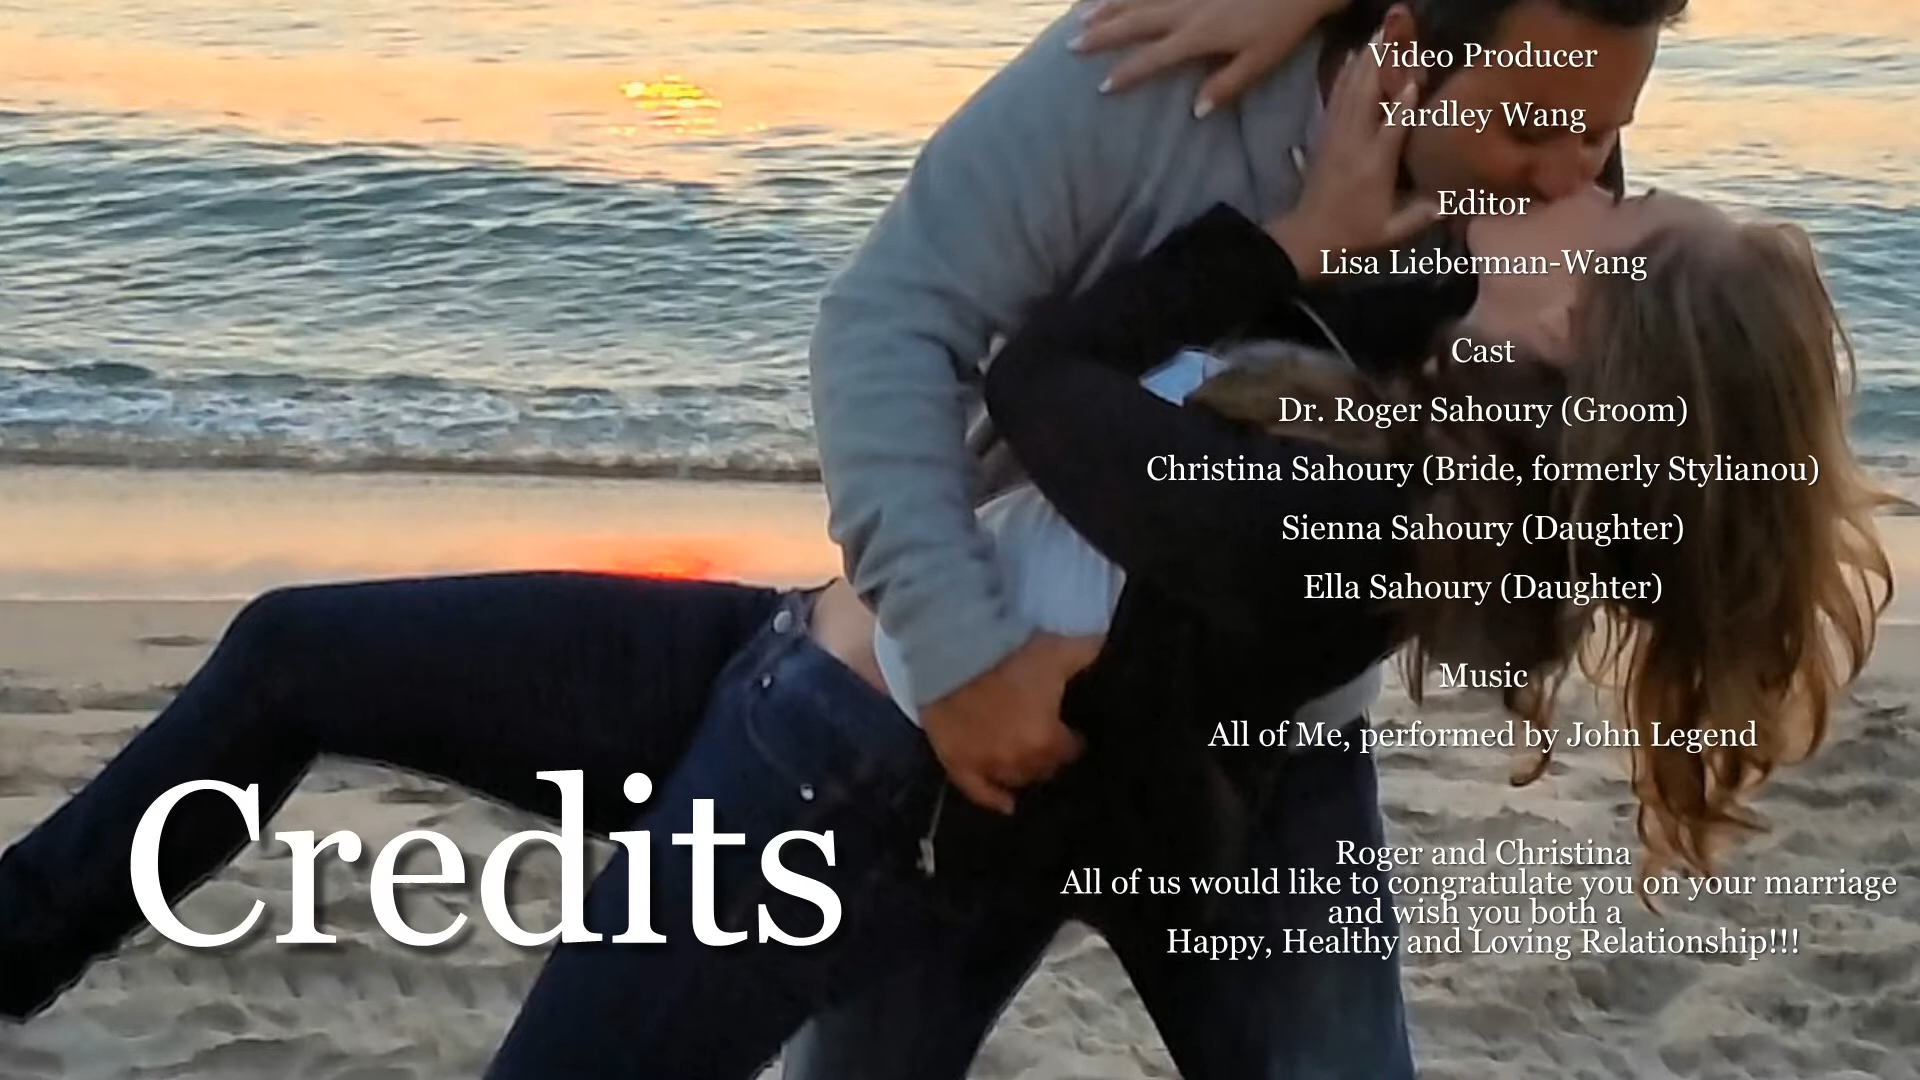 Video Producer
Yardley Wang
Editor
Lisa Lieberman-Wang
Cast
Dr. Roger Sahoury (Groom)
Christina Sahoury (Bride, formerly Stylianou)
Sienna Sahoury (Daughter)
Ella Sahoury (Daughter)
Music
All of Me, performed by John Legend
Credits
Roger and Christina
All of us would like to congratulate you on your marriage
and wish you both a
Happy, Healthy and Loving Relationship!!!